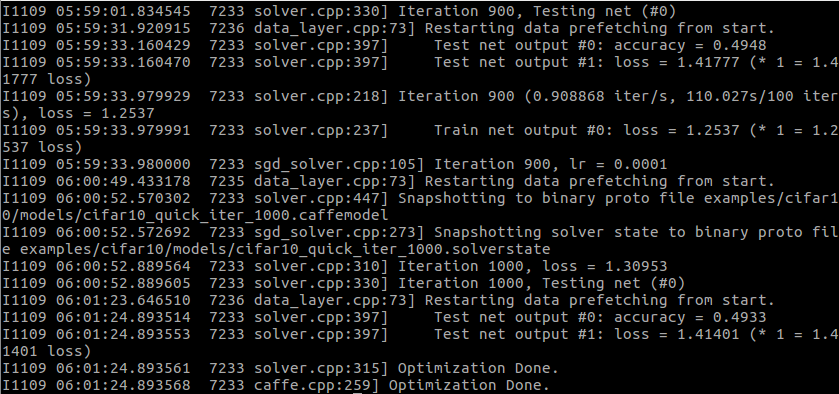 I1109 05:59:01.834545  7233 solver.cpp:330] Iteration 900, Testing net (#0)
I1109 05:59:31.920915  7236 data_layer.cpp:73] Restarting data prefetching from start.
I1109 05:59:33.160429  7233 solver.cpp:397]     Test net output #0: accuracy = 0.4948
I1109 05:59:33.160470  7233 solver.cpp:397]     Test net output #1: loss = 1.41777 (* 1 = 1.4
1777 loss)
I1109 05:59:33.979929  7233 solver.cpp:218] Iteration 900 (0.908868 iter/s, 110.027s/100 iter
s), loss = 1.2537
I1109 05:59:33.979991  7233 solver.cpp:237]     Train net output #0: loss = 1.2537 (* 1 = 1.2
537 loss)
I1109 05:59:33.980000  7233 sgd_solver.cpp:105] Iteration 900, lr = 0.0001
I1109 06:00:49.433178  7235 data_layer.cpp:73] Restarting data prefetching from start.
I1109 06:00:52.570302  7233 solver.cpp:447] Snapshotting to binary proto file examples/cifar1
0/models/cifar10_quick_iter_1000.caffemodel
I1109 06:00:52.572692  7233 sgd_solver.cpp:273] Snapshotting solver state to binary proto fil
e examples/cifar10/models/cifar10_quick_iter_1000.solverstate
I1109 06:00:52.889564  7233 solver.cpp:310] Iteration 1000, loss = 1.30953
I1109 06:00:52.889605  7233 solver.cpp:330] Iteration 1000, Testing net (#0)
I1109 06:01:23.646510  7236 data_layer.cpp:73] Restarting data prefetching from start.
I1109 06:01:24.893514  7233 solver.cpp:397]     Test net output #0: accuracy = 0.4933
I1109 06:01:24.893553  7233 solver.cpp:397]     Test net output #1: loss = 1.41401 (* 1 = 1.4
1401 loss)
I1109 06:01:24.893561  7233 solver.cpp:315] Optimization Done.
I1109 06:01:24.893568  7233 caffe.cpp:259] Optimization Done.